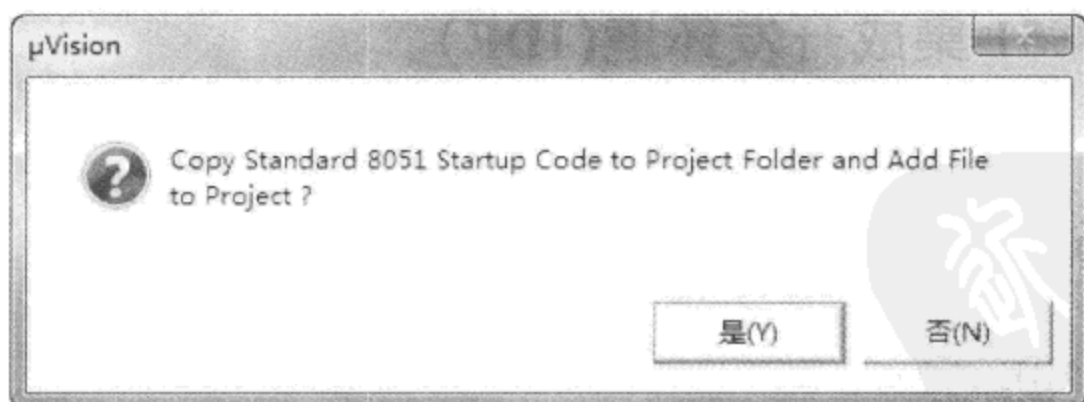 μVision
Copy Standard 8051 Startup Code to Project Folder and Add File
to Project ?
是(Y)
否(N)